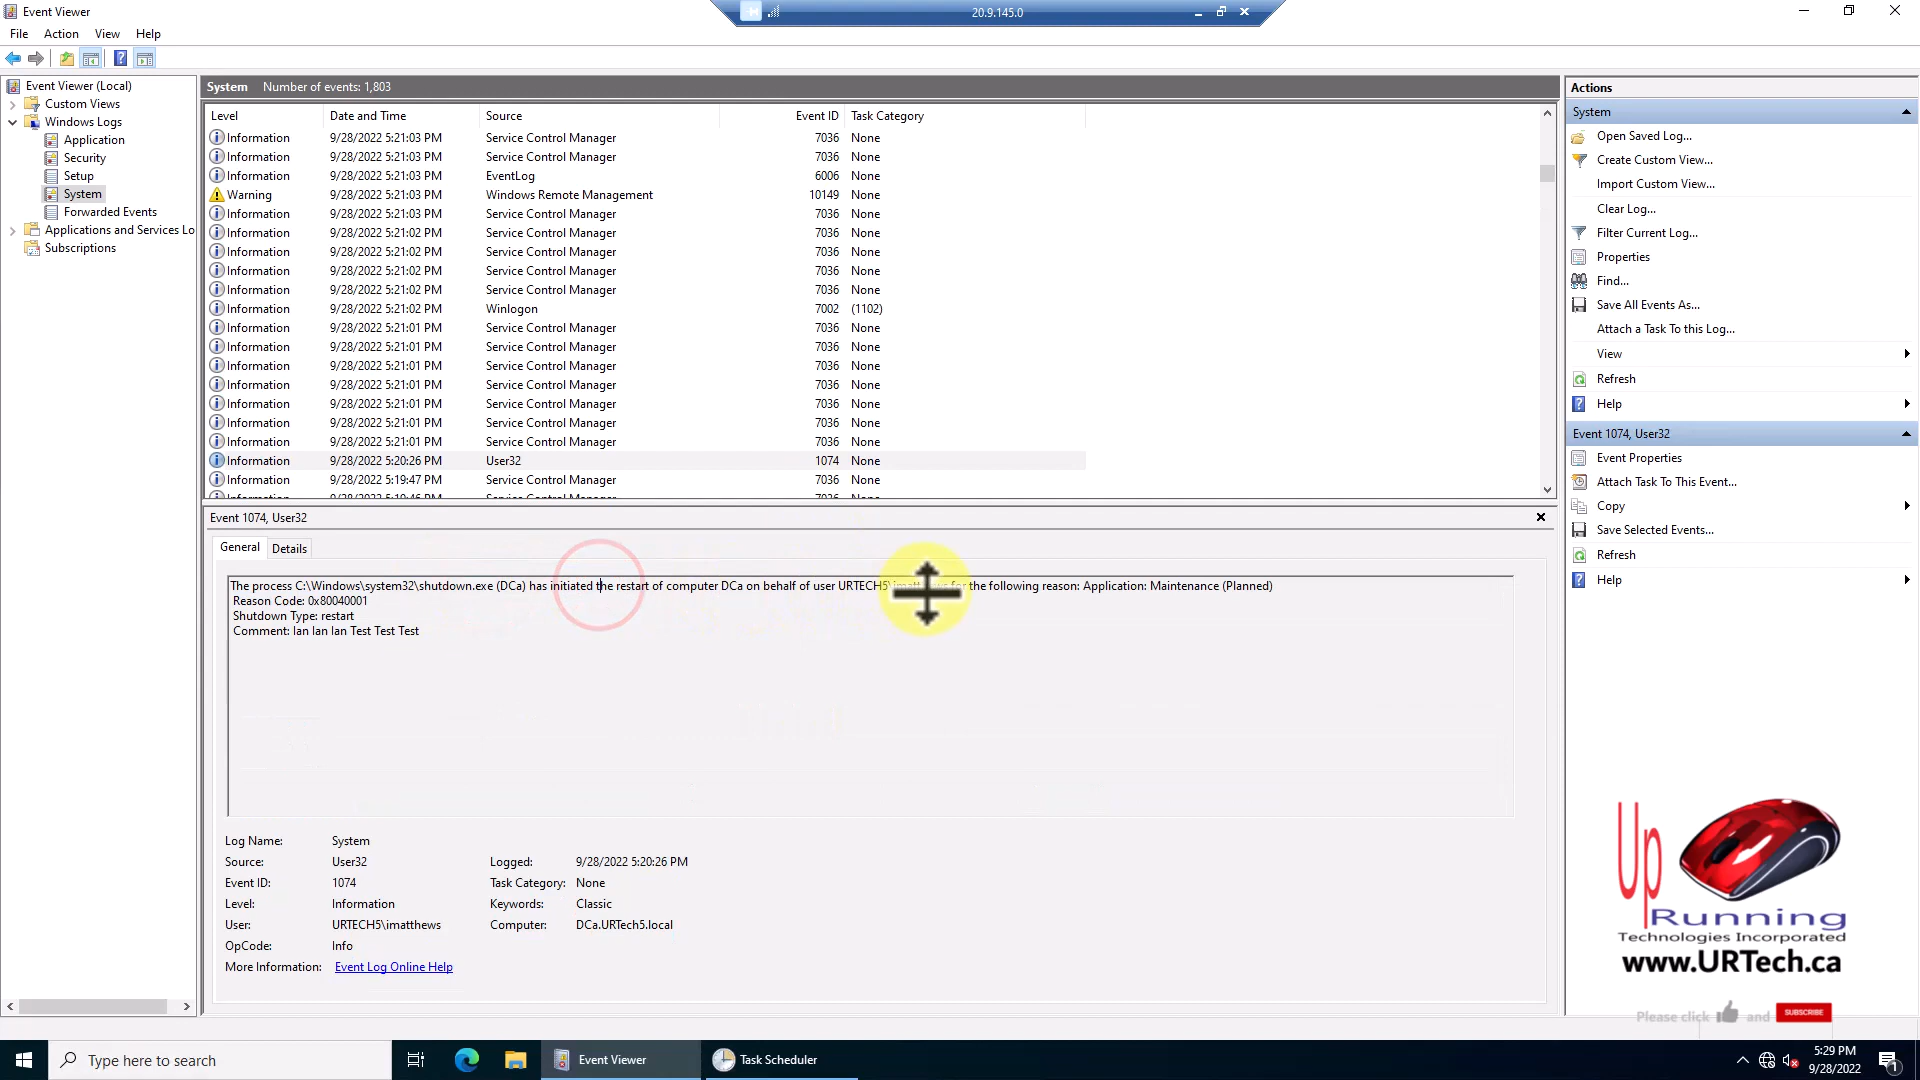 Event Viewer
20.9.145.0
File Action View Help
Event Viewer (Local)
Custom Views
Windows Logs
Application
Security
Setup
System
Forwarded Events
Applications and Services Lo
Subscriptions
System Number of events: 1,803
Level Date and Time Source Event ID Task Category
Information 9/28/2022 5:21:03 PM Service Control Manager 7036 None
Information 9/28/2022 5:21:03 PM Service Control Manager 7036 None
Information 9/28/2022 5:21:03 PM EventLog 6006 None
Warning 9/28/2022 5:21:03 PM Windows Remote Management 10149 None
Information 9/28/2022 5:21:03 PM Service Control Manager 7036 None
Information 9/28/2022 5:21:02 PM Service Control Manager 7036 None
Information 9/28/2022 5:21:02 PM Service Control Manager 7036 None
Information 9/28/2022 5:21:02 PM Service Control Manager 7036 None
Information 9/28/2022 5:21:02 PM Service Control Manager 7036 None
Information 9/28/2022 5:21:02 PM Winlogon 7002 (1102)
Information 9/28/2022 5:21:01 PM Service Control Manager 7036 None
Information 9/28/2022 5:21:01 PM Service Control Manager 7036 None
Information 9/28/2022 5:21:01 PM Service Control Manager 7036 None
Information 9/28/2022 5:21:01 PM Service Control Manager 7036 None
Information 9/28/2022 5:21:01 PM Service Control Manager 7036 None
Information 9/28/2022 5:21:01 PM Service Control Manager 7036 None
Information 9/28/2022 5:21:01 PM Service Control Manager 7036 None
Information 9/28/2022 5:20:26 PM User32 1074 None
Information 9/28/2022 5:19:47 PM Service Control Manager 7036 None
Event 1074, User32
General Details
The process C:\Windows\system32\shutdown.exe (DCa) has initiated the restart of computer DCa on behalf of user URTECH5\ for the following reason: Application: Maintenance (Planned)
Reason Code: 0x80040001
Shutdown Type: restart
Comment: Ian Ian Ian Test Test Test
Log Name: System
Source: User32 Logged: 9/28/2022 5:20:26 PM
Event ID: 1074 Task Category: None
Level: Information Keywords: Classic
User: URTECH5\imatthews Computer: DCa.URTech5.local
OpCode: Info
More Information: Event Log Online Help
Actions
System
Open Saved Log...
Create Custom View...
Import Custom View...
Clear Log...
Filter Current Log...
Properties
Find...
Save All Events As...
Attach a Task To this Log...
View
Refresh
Help
Event 1074, User32
Event Properties
Attach Task To This Event...
Copy
Save Selected Events...
Refresh
Help
Up
Running
Technologies Incorporated
www.URTech.ca
Please click and SUBSCRIBE
Type here to search
Event Viewer
Task Scheduler
5:29 PM
9/28/2022
1